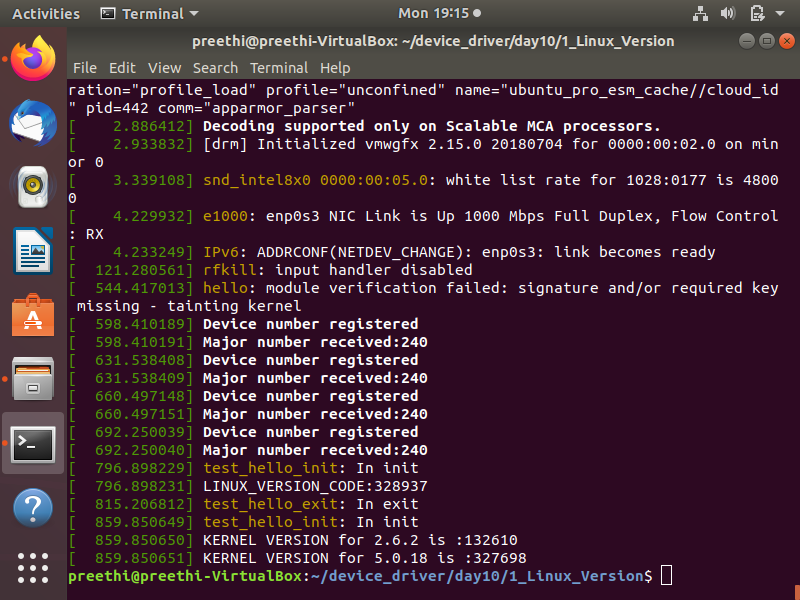 Activities
Terminal
Mon 19:15
preethi@preethi-VirtualBox: ~/device_driver/day10/1_Linux_Version
File Edit View Search Terminal Help
ration="profile_load" profile="unconfined" name="ubuntu_pro_esm_cache//cloud_id
" pid=442 comm="apparmor_parser"
[    2.886412] Decoding supported only on Scalable MCA processors.
[    2.933832] [drm] Initialized vmwgfx 2.15.0 20180704 for 0000:00:02.0 on min
or 0
[    3.339108] snd_intel8x0 0000:00:05.0: white list rate for 1028:0177 is 4800
0
[    4.229932] e1000: enp0s3 NIC Link is Up 1000 Mbps Full Duplex, Flow Control
: RX
[    4.233249] IPv6: ADDRCONF(NETDEV_CHANGE): enp0s3: link becomes ready
[  121.280561] rfkill: input handler disabled
[  544.417013] hello: module verification failed: signature and/or required key
 missing - tainting kernel
[  598.410189] Device number registered
[  598.410191] Major number received:240
[  631.538408] Device number registered
[  631.538409] Major number received:240
[  660.497148] Device number registered
[  660.497151] Major number received:240
[  692.250039] Device number registered
[  692.250040] Major number received:240
[  796.898229] test_hello_init: In init
[  796.898231] LINUX_VERSION_CODE:328937
[  815.206812] test_hello_exit: In exit
[  859.850649] test_hello_init: In init
[  859.850650] KERNEL VERSION for 2.6.2 is :132610
[  859.850651] KERNEL VERSION for 5.0.18 is :327698
preethi@preethi-VirtualBox:~/device_driver/day10/1_Linux_Version$